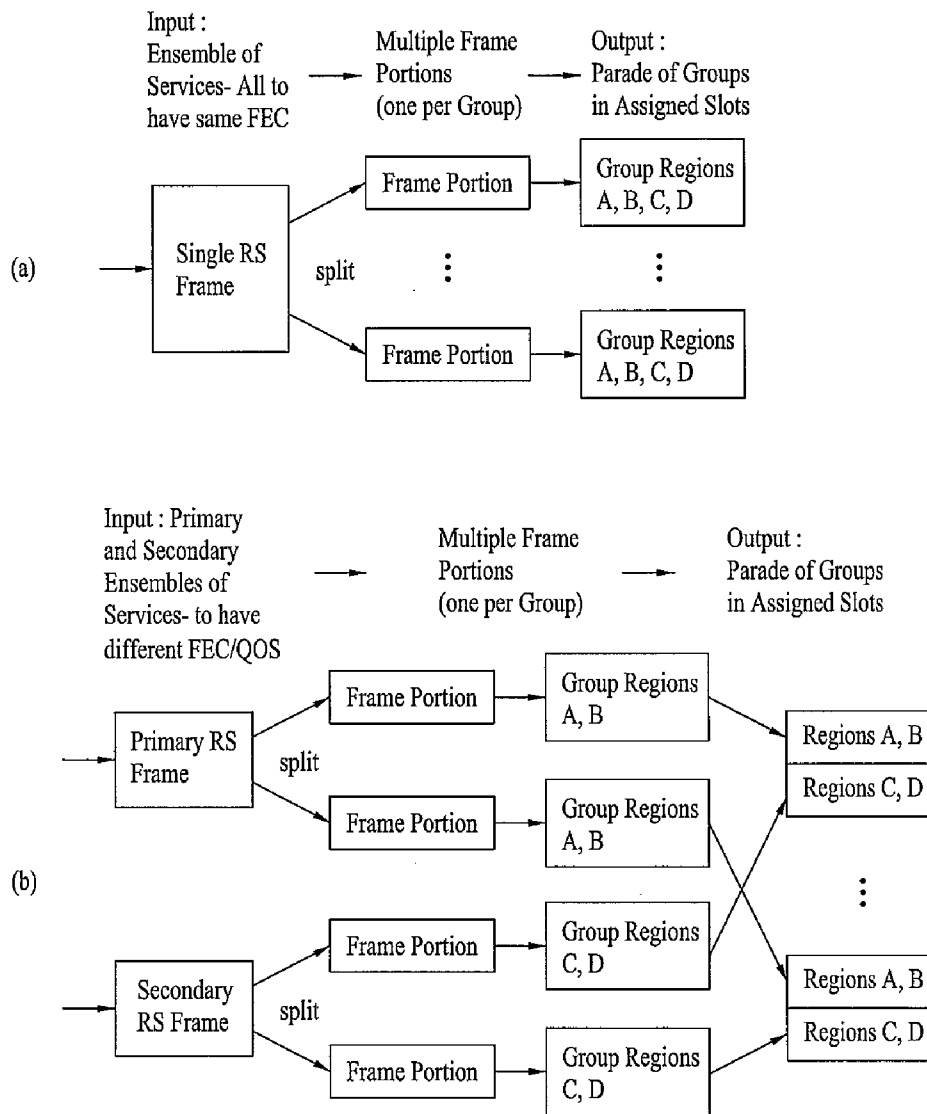 Input :
Ensemble of
Services- All to
have same FEC
Multiple Frame
Portions
(one per Group)
Output :
Parade of Groups
in Assigned Slots
(a)
Single RS
Frame
split
Frame Portion
Group Regions
A, B, C, D
Frame Portion
Group Regions
A, B, C, D
Input : Primary
and Secondary
Ensembles of
Services- to have
different FEC/QOS
Multiple Frame
Portions
(one per Group)
Output :
Parade of Groups
in Assigned Slots
(b)
Primary RS
Frame
split
Frame Portion
Group Regions
A, B
Frame Portion
Group Regions
A, B
Regions A, B
Regions C, D
Secondary
RS Frame
split
Frame Portion
Group Regions
C, D
Frame Portion
Group Regions
C, D
Regions A, B
Regions C, D